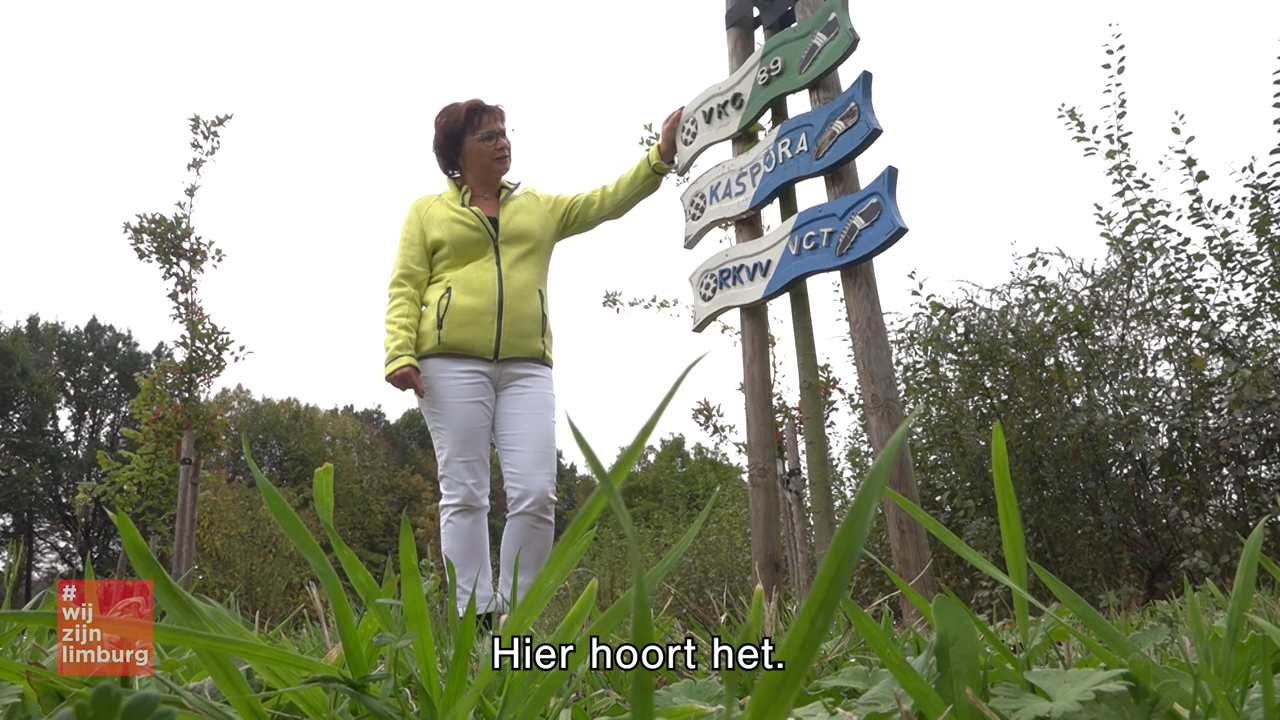 VKC 89
KASPORA
RKVV VCT
#
wij
zijn
limburg
Hier hoort het.